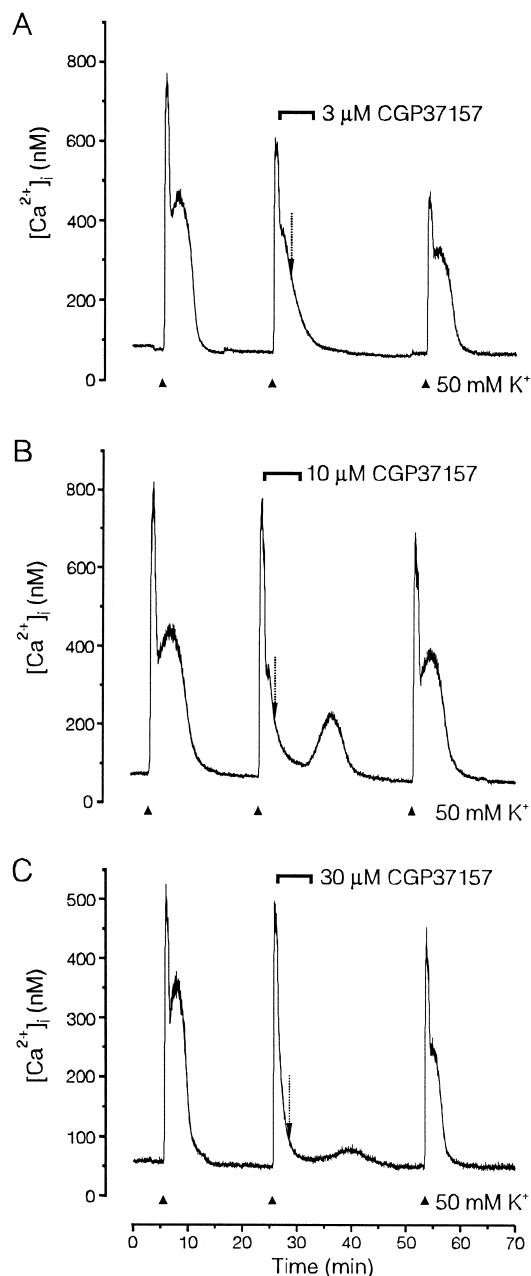 A
800
3 μM CGP37157
600
[Ca²⁺]ᵢ (nM)
400
200
0
50 mM K⁺
B
800
10 μM CGP37157
600
[Ca²⁺]ᵢ (nM)
400
200
0
50 mM K⁺
C
500
30 μM CGP37157
400
[Ca²⁺]ᵢ (nM)
300
200
100
0
50 mM K⁺
0 10 20 30 40 50 60 70
Time (min)